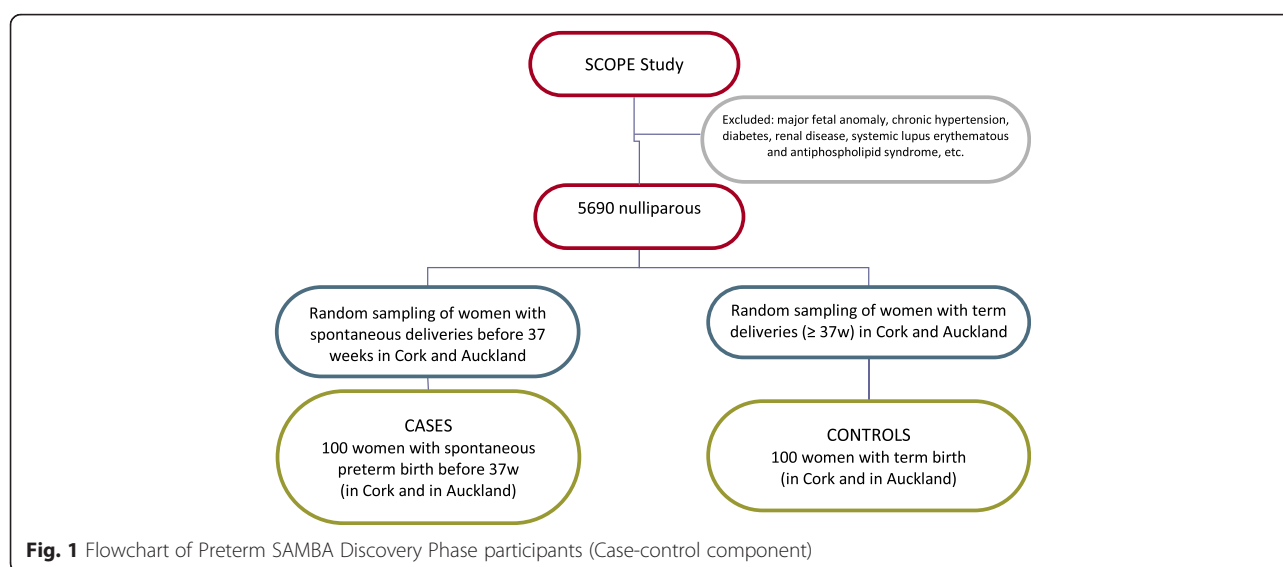 SCOPE Study
Excluded: major fetal anomaly, chronic hypertension,
diabetes, renal disease, systemic lupus erythematous
and antiphospholipid syndrome, etc.
5690 nulliparous
Random sampling of women with
spontaneous deliveries before 37
weeks in Cork and Auckland
Random sampling of women with term
deliveries (≥ 37w) in Cork and Auckland
CASES
100 women with spontaneous
preterm birth before 37w
(in Cork and in Auckland)
CONTROLS
100 women with term birth
(in Cork and in Auckland)
Fig. 1 Flowchart of Preterm SAMBA Discovery Phase participants (Case-control component)